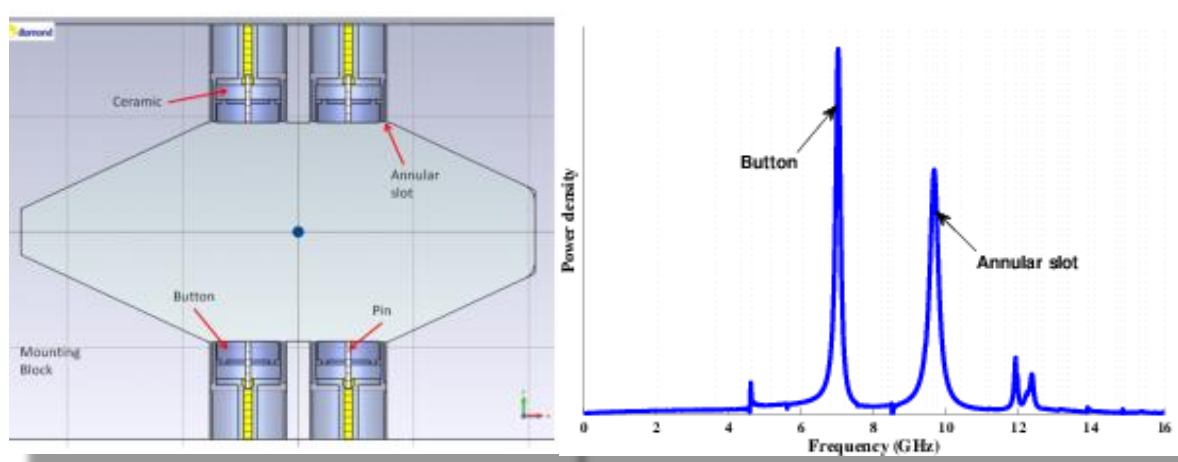 diamond
Ceramic
Annular
slot
Button
Pin
Mounting
Block
Power density
Button
Annular slot
0 2 4 6 8 10 12 14 16
Frequency (GHz)